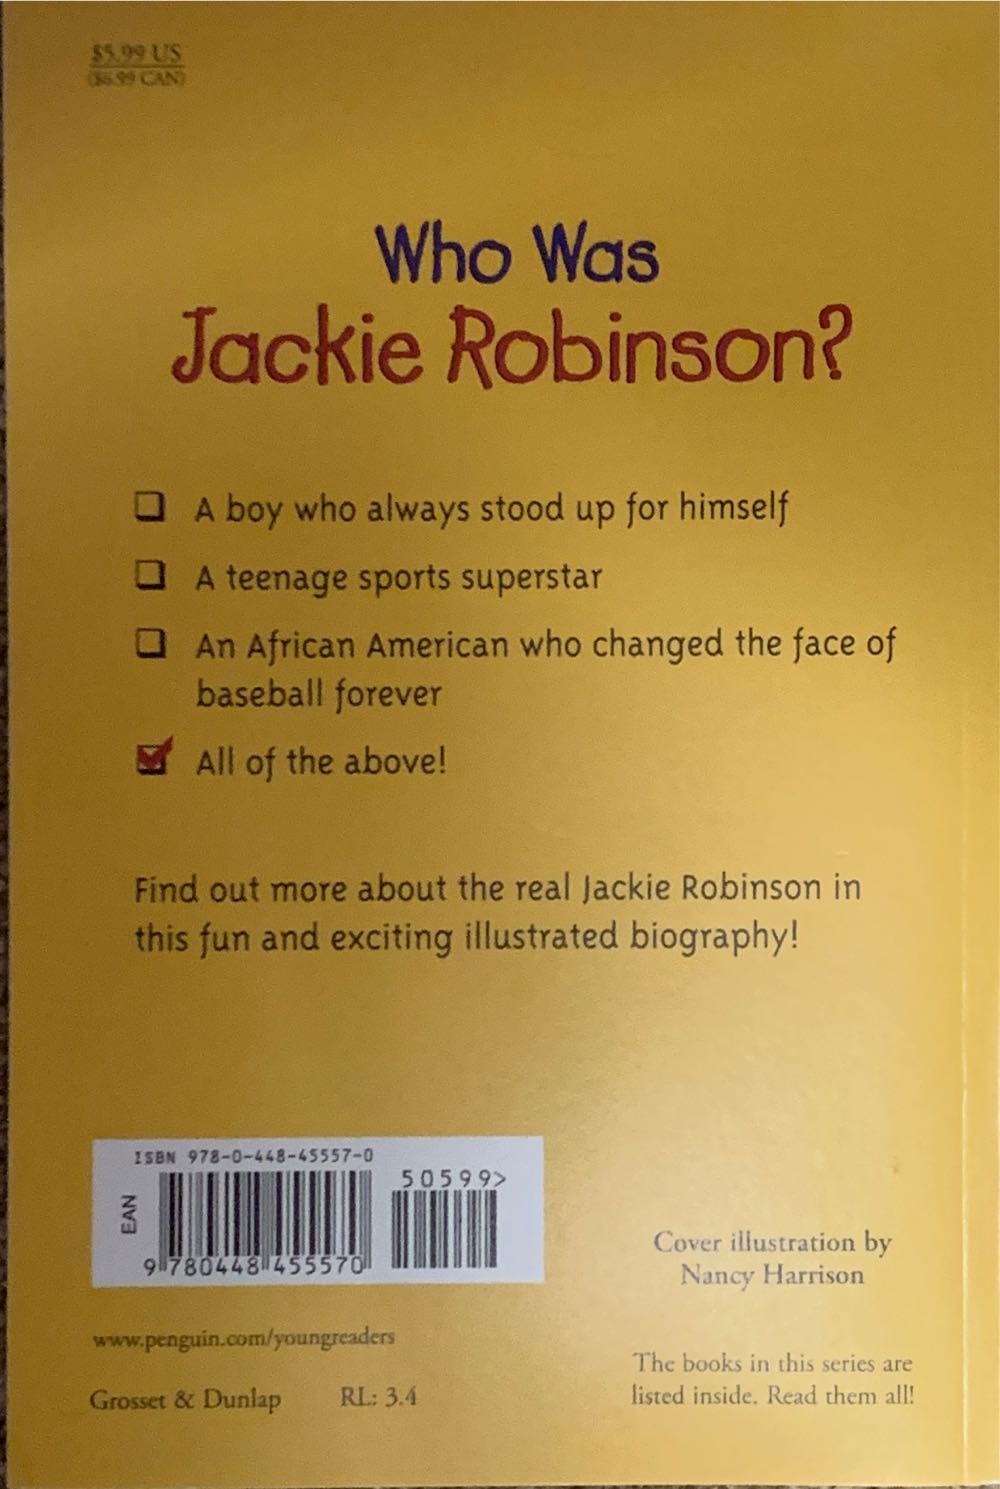 $5.99 US
($6.99 CAN)
Who Was
Jackie Robinson?
A boy who always stood up for himself
A teenage sports superstar
An African American who changed the face of
baseball forever
All of the above!
Find out more about the real Jackie Robinson in
this fun and exciting illustrated biography!
ISBN 978-0-448-45557-0
50599>
EAN
9 780448 455570
Cover illustration by
Nancy Harrison
www.penguin.com/youngreaders
The books in this series are
listed inside. Read them all!
Grosset & Dunlap RL: 3.4